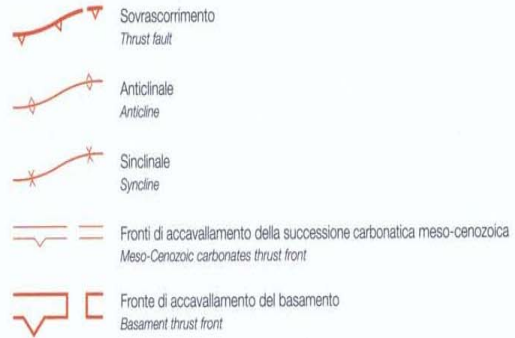 Sovrascorrimento
Thrust fault
Anticlinale
Anticline
Sinclinale
Syncline
Fronti di accavallamento della successione carbonatica meso-cenozoica
Meso-Cenozoic carbonates thrust front
Fronte di accavallamento del basamento
Basament thrust front